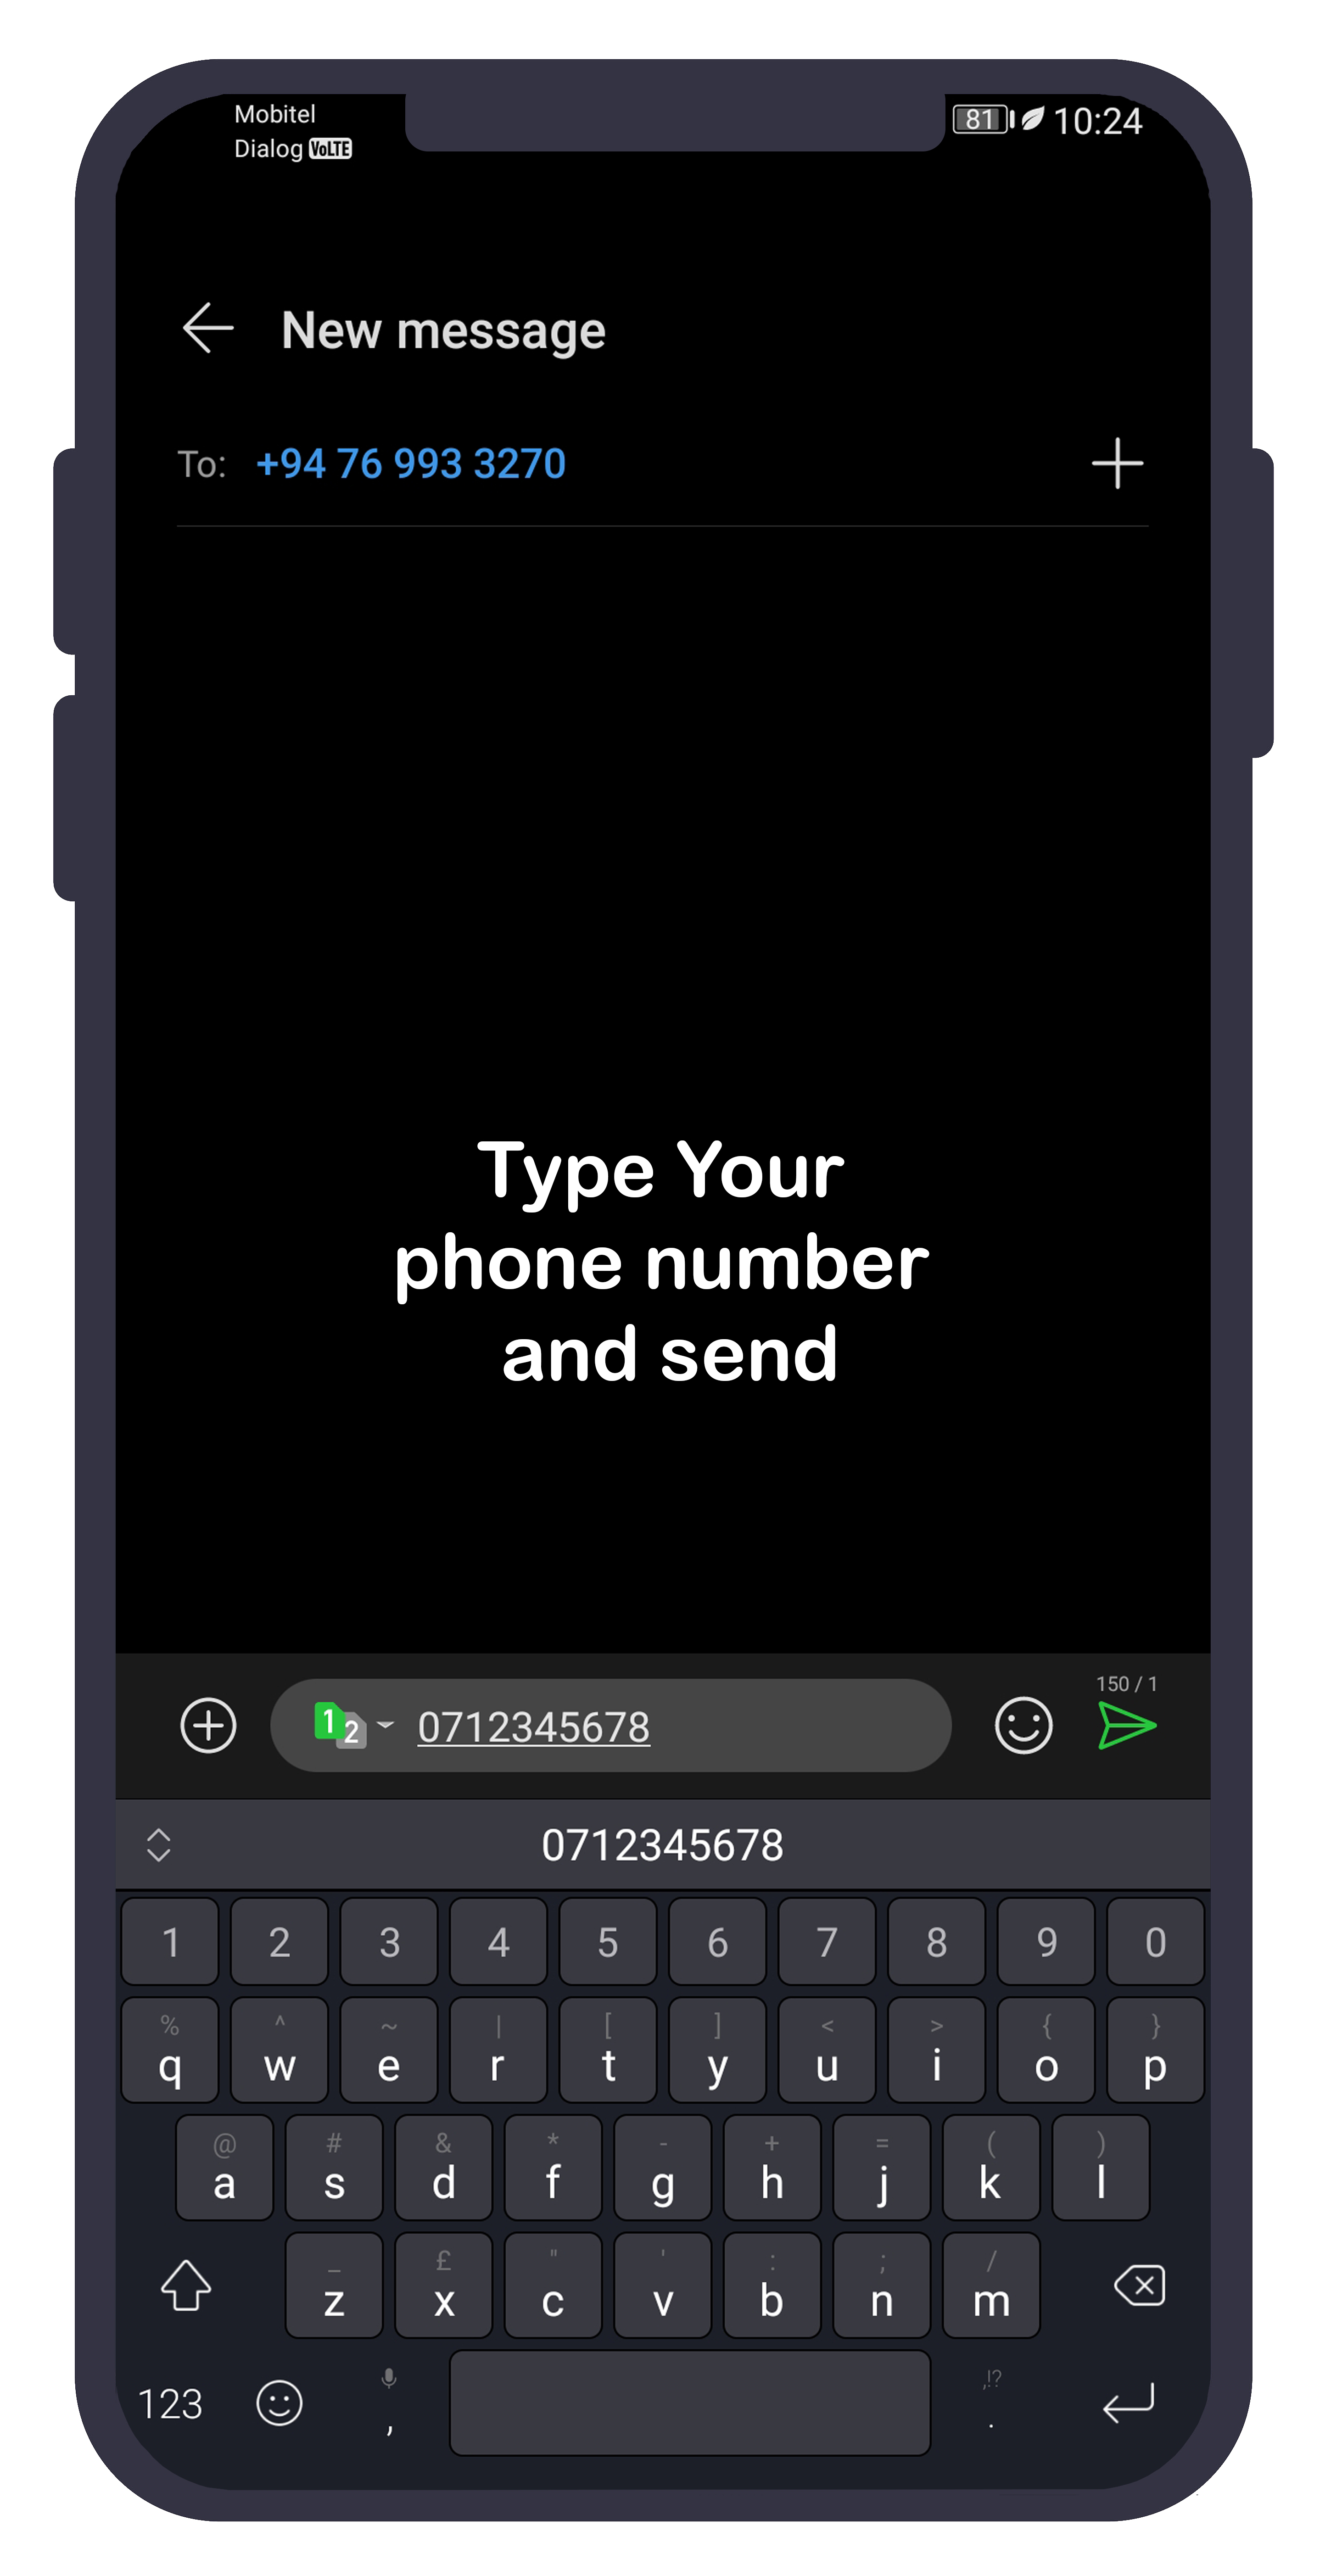 Mobitel
Dialog VoLTE
81 10:24
New message
To: +94 76 993 3270
Type Your
phone number
and send
150 / 1
1 2 0712345678
0712345678
1 2 3 4 5 6 7 8 9 0
% ^ ~ | [ ] < > { }
q w e r t y u i o p
@ # & * - + = ( )
a s d f g h j k l
_ £ " ' : ; /
z x c v b n m
,!?
123 , .